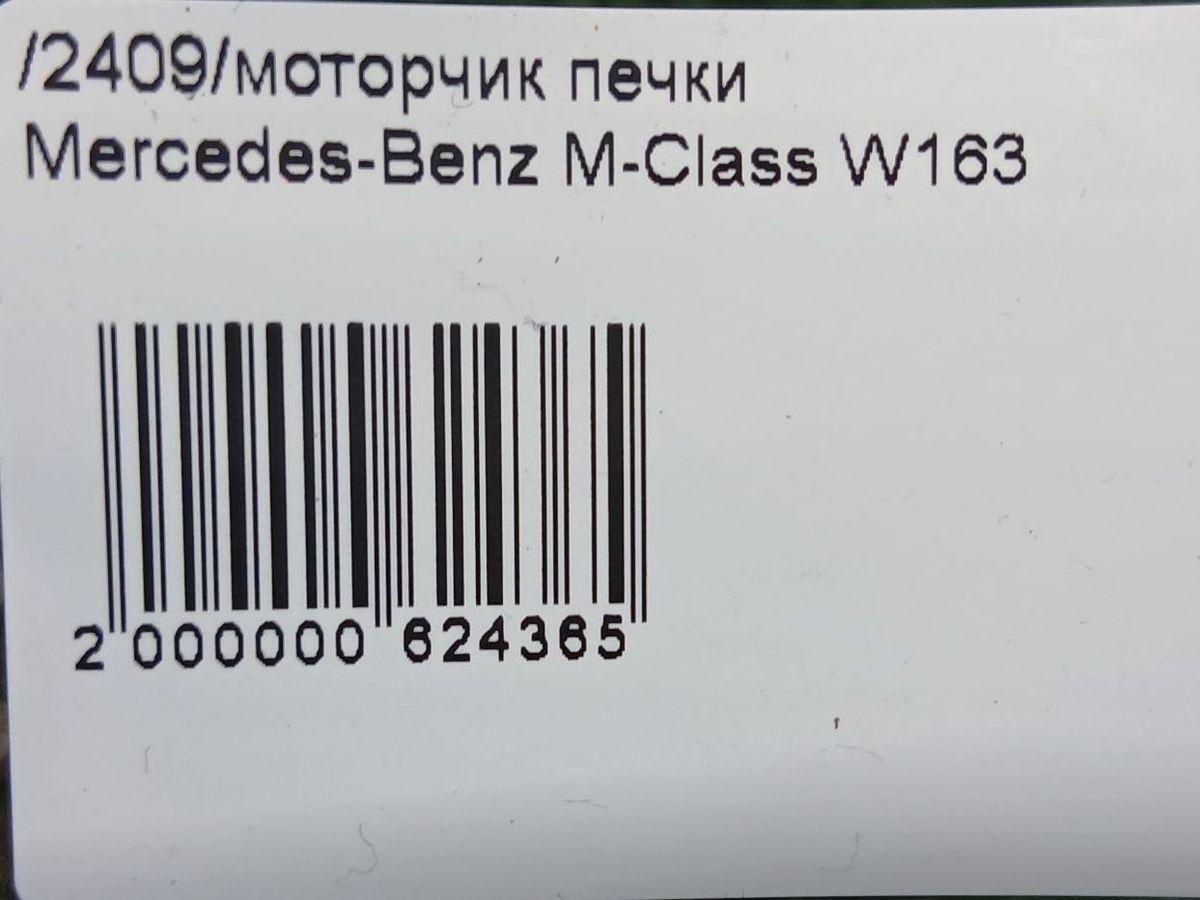 /2409/моторчик печки
Mercedes-Benz M-Class W163
2 000000 624365